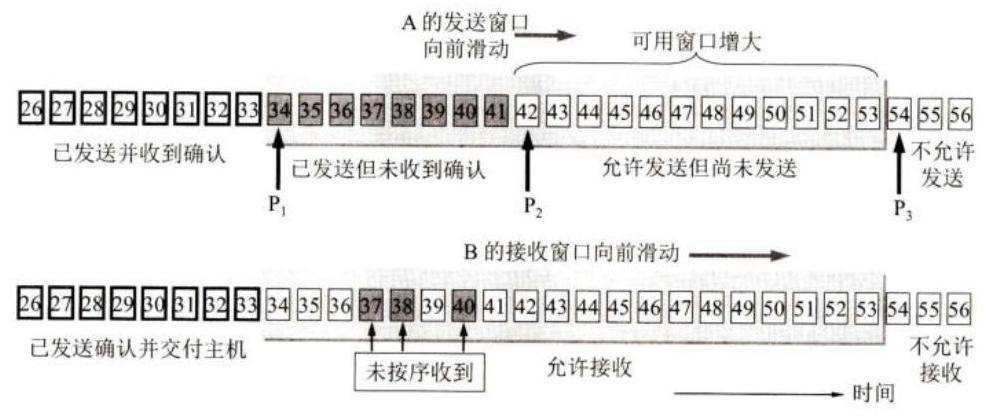 A 的发送窗口
向前滑动
可用窗口增大
26 27 28 29 30 31 32 33 34 35 36 37 38 39 40 41 42 43 44 45 46 47 48 49 50 51 52 53 54 55 56
已发送并收到确认
已发送但未收到确认
允许发送但尚未发送
不允许
发送
P₁
P₂
P₃
B 的接收窗口向前滑动
26 27 28 29 30 31 32 33 34 35 36 37 38 39 40 41 42 43 44 45 46 47 48 49 50 51 52 53 54 55 56
已发送确认并交付主机
未按序收到
允许接收
不允许
接收
时间